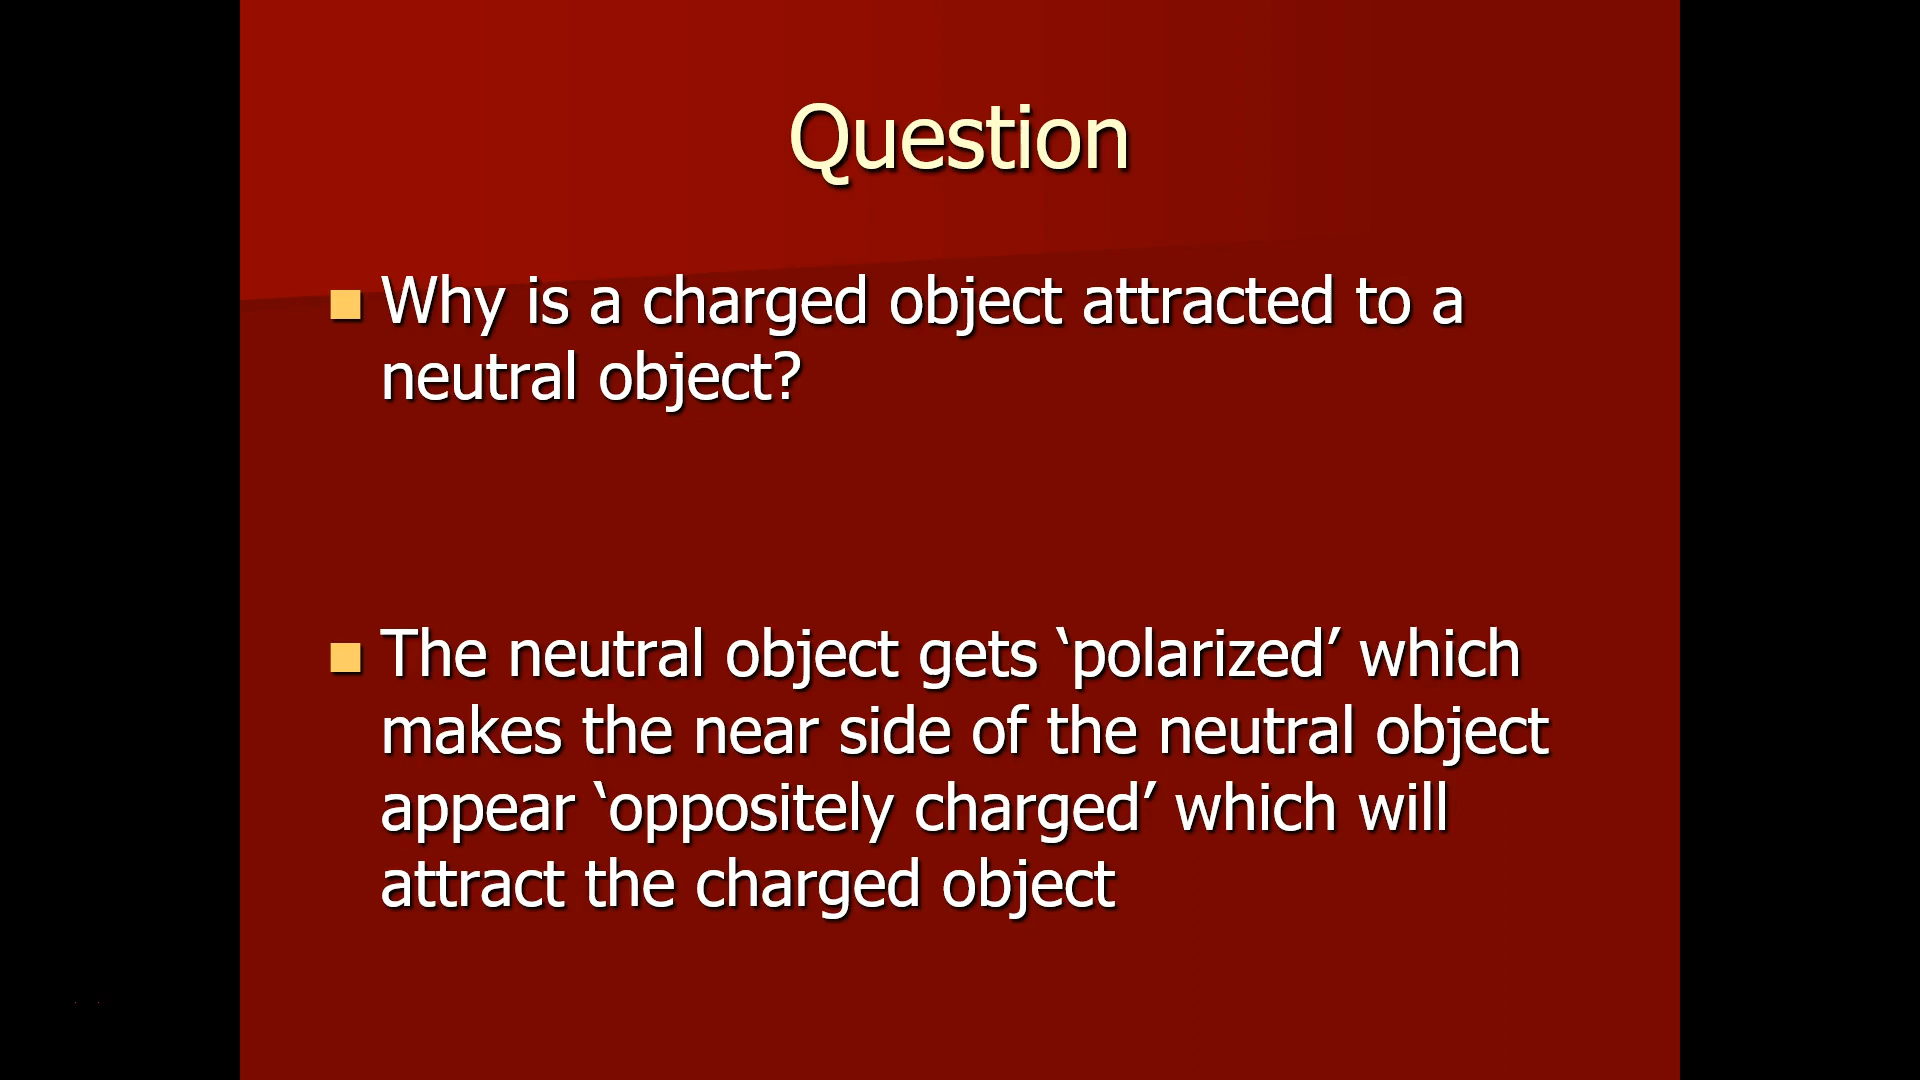 Question
Why is a charged object attracted to a
neutral object?
The neutral object gets ‘polarized’ which
makes the near side of the neutral object
appear ‘oppositely charged’ which will
attract the charged object